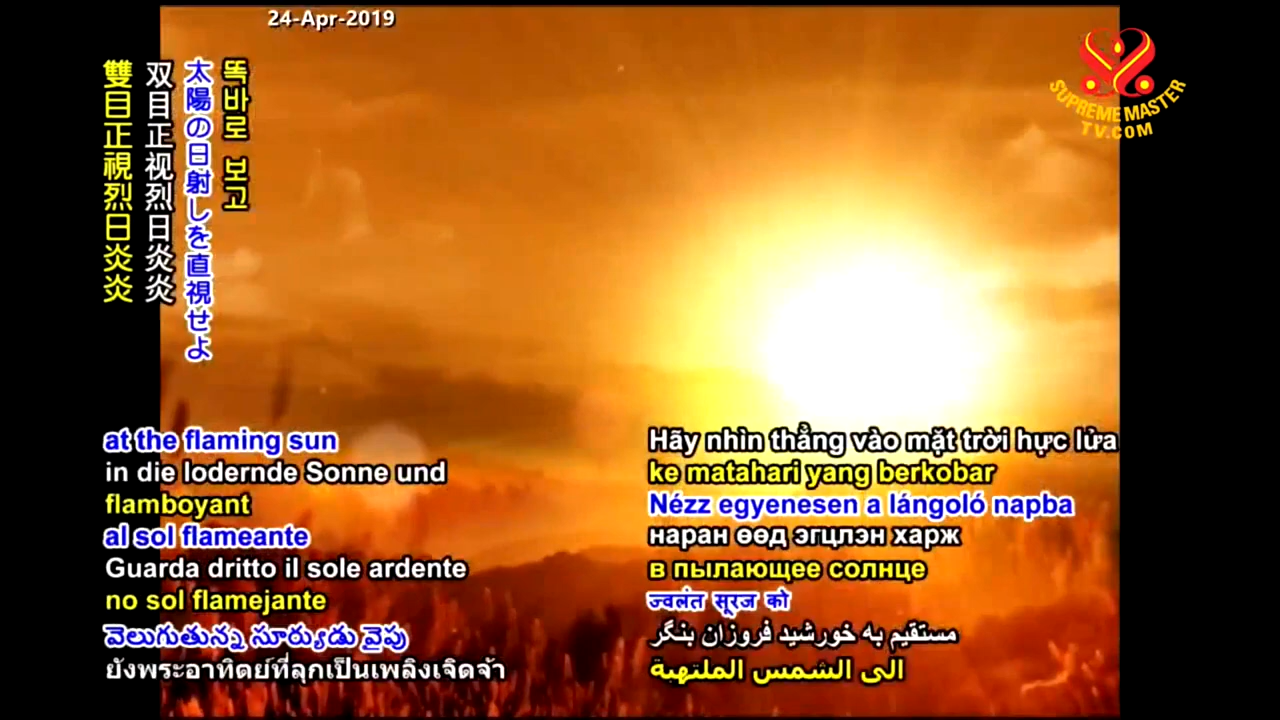 24-Apr-2019
SUPREME MASTER
TV.COM
똑바로 보고
太陽の日射しを直視せよ
双目正视烈日炎炎
雙目正視烈日炎炎
at the flaming sun
in die lodernde Sonne und
flamboyant
al sol flameante
Guarda dritto il sole ardente
no sol flamejante
వెలుగుతున్న సూర్యుడు వైపు
ยังพระอาทิตย์ที่ลุกเป็นเพลิงเจิดจ้า
Hãy nhìn thẳng vào mặt trời hực lửa
ke matahari yang berkobar
Nézz egyenesen a lángoló napba
наран өөд эгцлэн харж
в пылающее солнце
ज्वलंत सूरज को
مستقیم به خورشید فروزان بنگر
الى الشمس الملتهبة